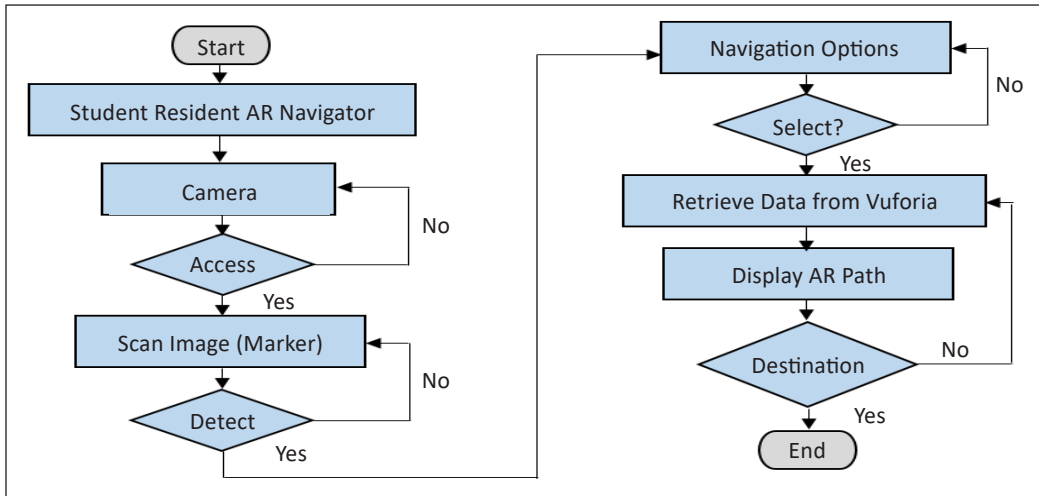 Start
Student Resident AR Navigator
Camera
No
Access
Yes
Scan Image (Marker)
No
Detect
Yes
Navigation Options
No
Select?
Yes
Retrieve Data from Vuforia
Display AR Path
No
Destination
Yes
End